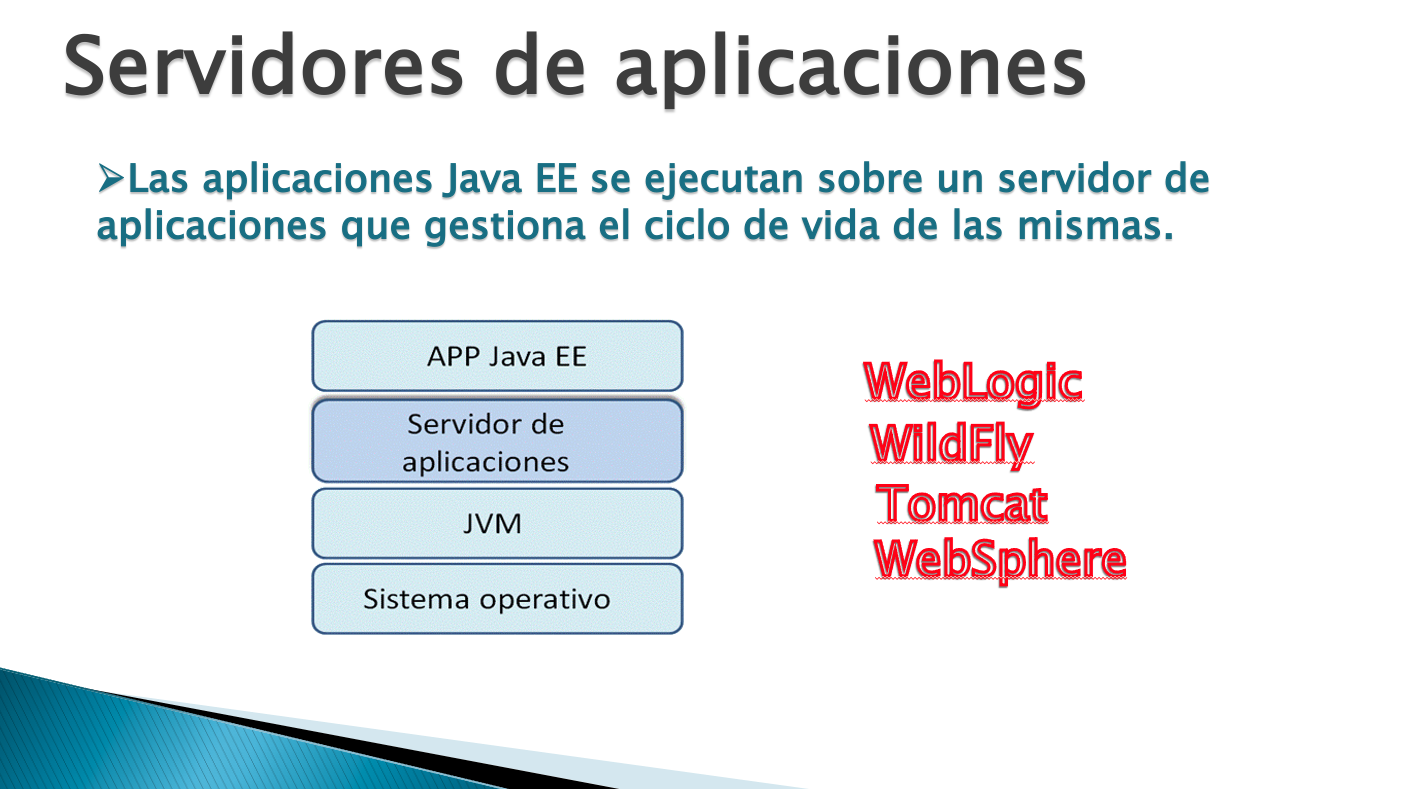 Servidores de aplicaciones
➢Las aplicaciones Java EE se ejecutan sobre un servidor de
aplicaciones que gestiona el ciclo de vida de las mismas.
APP Java EE
Servidor de
aplicaciones
JVM
Sistema operativo
WebLogic
WildFly
Tomcat
WebSphere